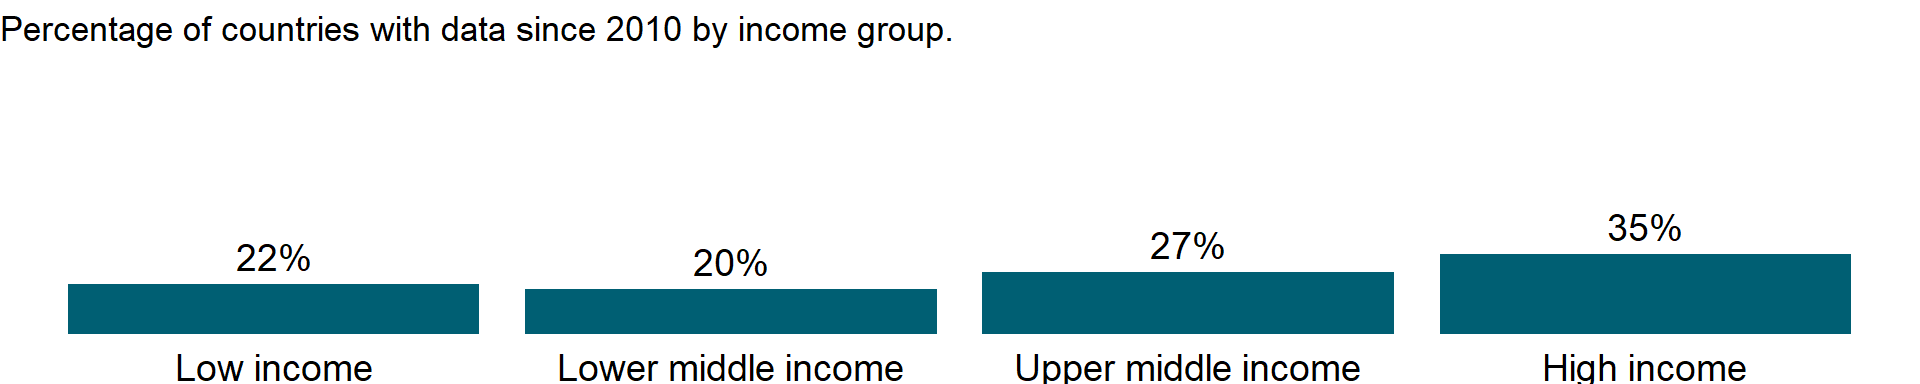 Percentage of countries with data since 2010 by income group.
22%
20%
27%
35%
Low income
Lower middle income
Upper middle income
High income